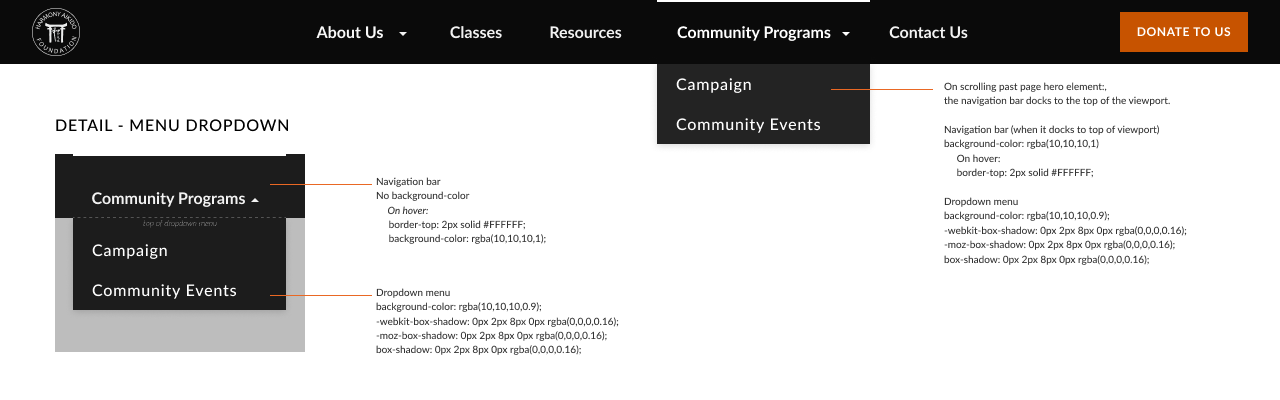 HARMONY AIKIDO
FOUNDATION
About Us
Classes
Resources
Community Programs
Contact Us
DONATE TO US
Campaign
Community Events
On scrolling past page hero element:,
the navigation bar docks to the top of the viewport.
Navigation bar (when it docks to top of viewport)
background-color: rgba(10,10,10,1)
On hover:
border-top: 2px solid #FFFFFF;
Dropdown menu
background-color: rgba(10,10,10,0.9);
-webkit-box-shadow: 0px 2px 8px 0px rgba(0,0,0,0.16);
-moz-box-shadow: 0px 2px 8px 0px rgba(0,0,0,0.16);
box-shadow: 0px 2px 8px 0px rgba(0,0,0,0.16);
DETAIL - MENU DROPDOWN
Community Programs
top of dropdown menu
Campaign
Community Events
Navigation bar
No background-color
On hover:
border-top: 2px solid #FFFFFF;
background-color: rgba(10,10,10,1);
Dropdown menu
background-color: rgba(10,10,10,0.9);
-webkit-box-shadow: 0px 2px 8px 0px rgba(0,0,0,0.16);
-moz-box-shadow: 0px 2px 8px 0px rgba(0,0,0,0.16);
box-shadow: 0px 2px 8px 0px rgba(0,0,0,0.16);